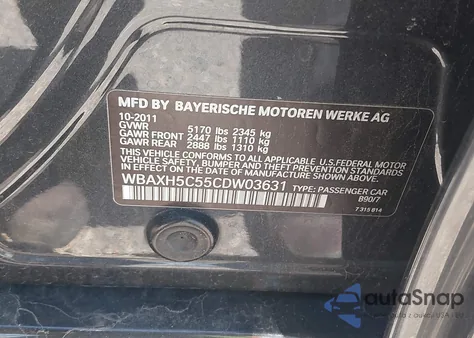 MFD BY BAYERISCHE MOTOREN WERKE AG
10-2011
GVWR 5170 lbs 2345 kg
GAWR FRONT 2447 lbs 1110 kg
GAWR REAR 2888 lbs 1310 kg
THIS VEHICLE CONFORMS TO ALL APPLICABLE U.S.FEDERAL MOTOR
VEHICLE SAFETY, BUMPER, AND THEFT PREVENTION STANDARDS
IN EFFECT ON THE DATE OF MANUFACTURE SHOWN ABOVE.
WBAXH5C55CDW03631 TYPE: PASSENGER CAR
B90/7
7 315 814
autoSnap